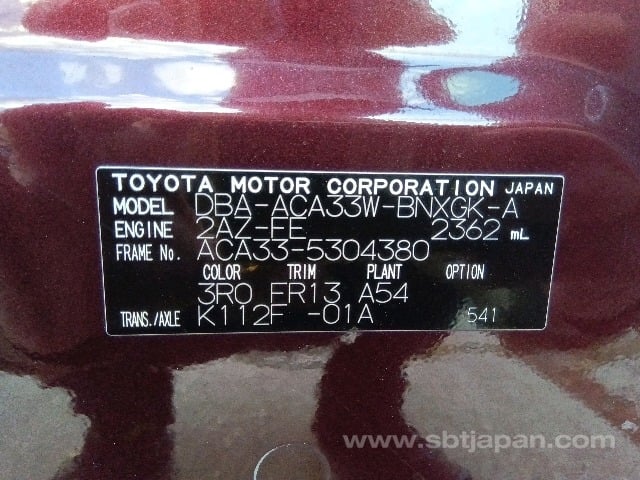 TOYOTA MOTOR CORPORATION JAPAN
MODEL DBA-ACA33W-BNXGK-A
ENGINE 2AZ-FE 2362 mL
FRAME No. ACA33-5304380
COLOR TRIM PLANT OPTION
3R0 FR13 A54
TRANS./AXLE K112F -01A 541
www.sbtjapan.com